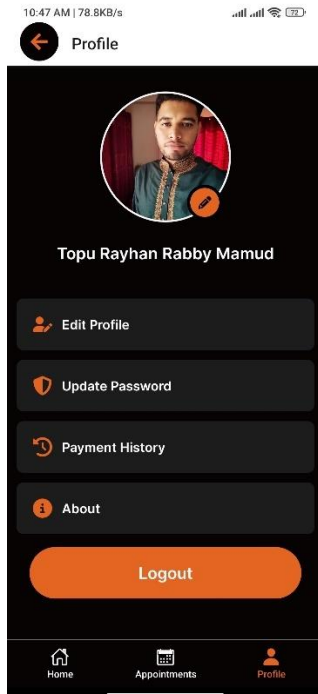 10:47 AM | 78.8KB/s 72
Profile
Topu Rayhan Rabby Mamud
Edit Profile
Update Password
Payment History
About
Logout
Home Appointments Profile